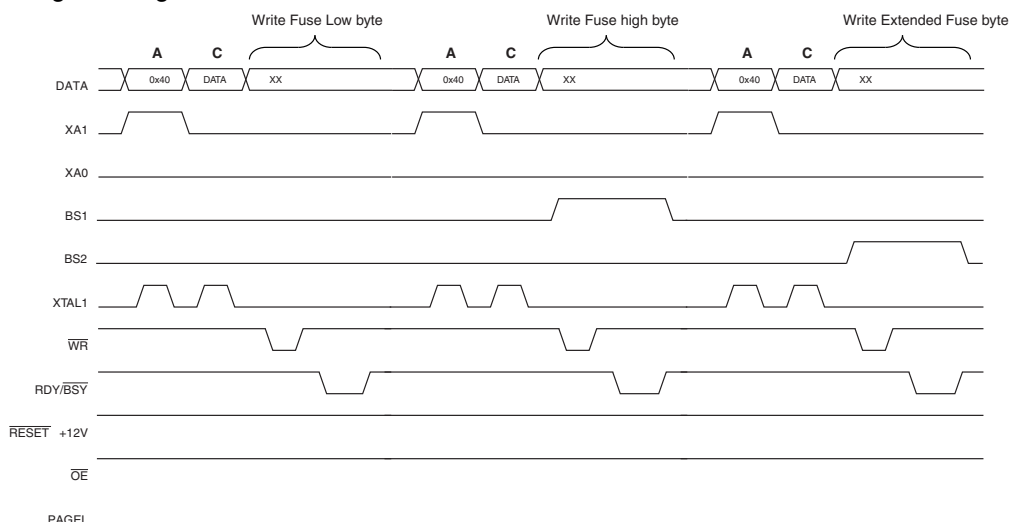 Write Fuse Low byte Write Fuse high byte Write Extended Fuse byte
A C A C A C
DATA 0x40 DATA XX 0x40 DATA XX 0x40 DATA XX
XA1
XA0
BS1
BS2
XTAL1
WR
RDY/BSY
RESET +12V
OE
PAGEL